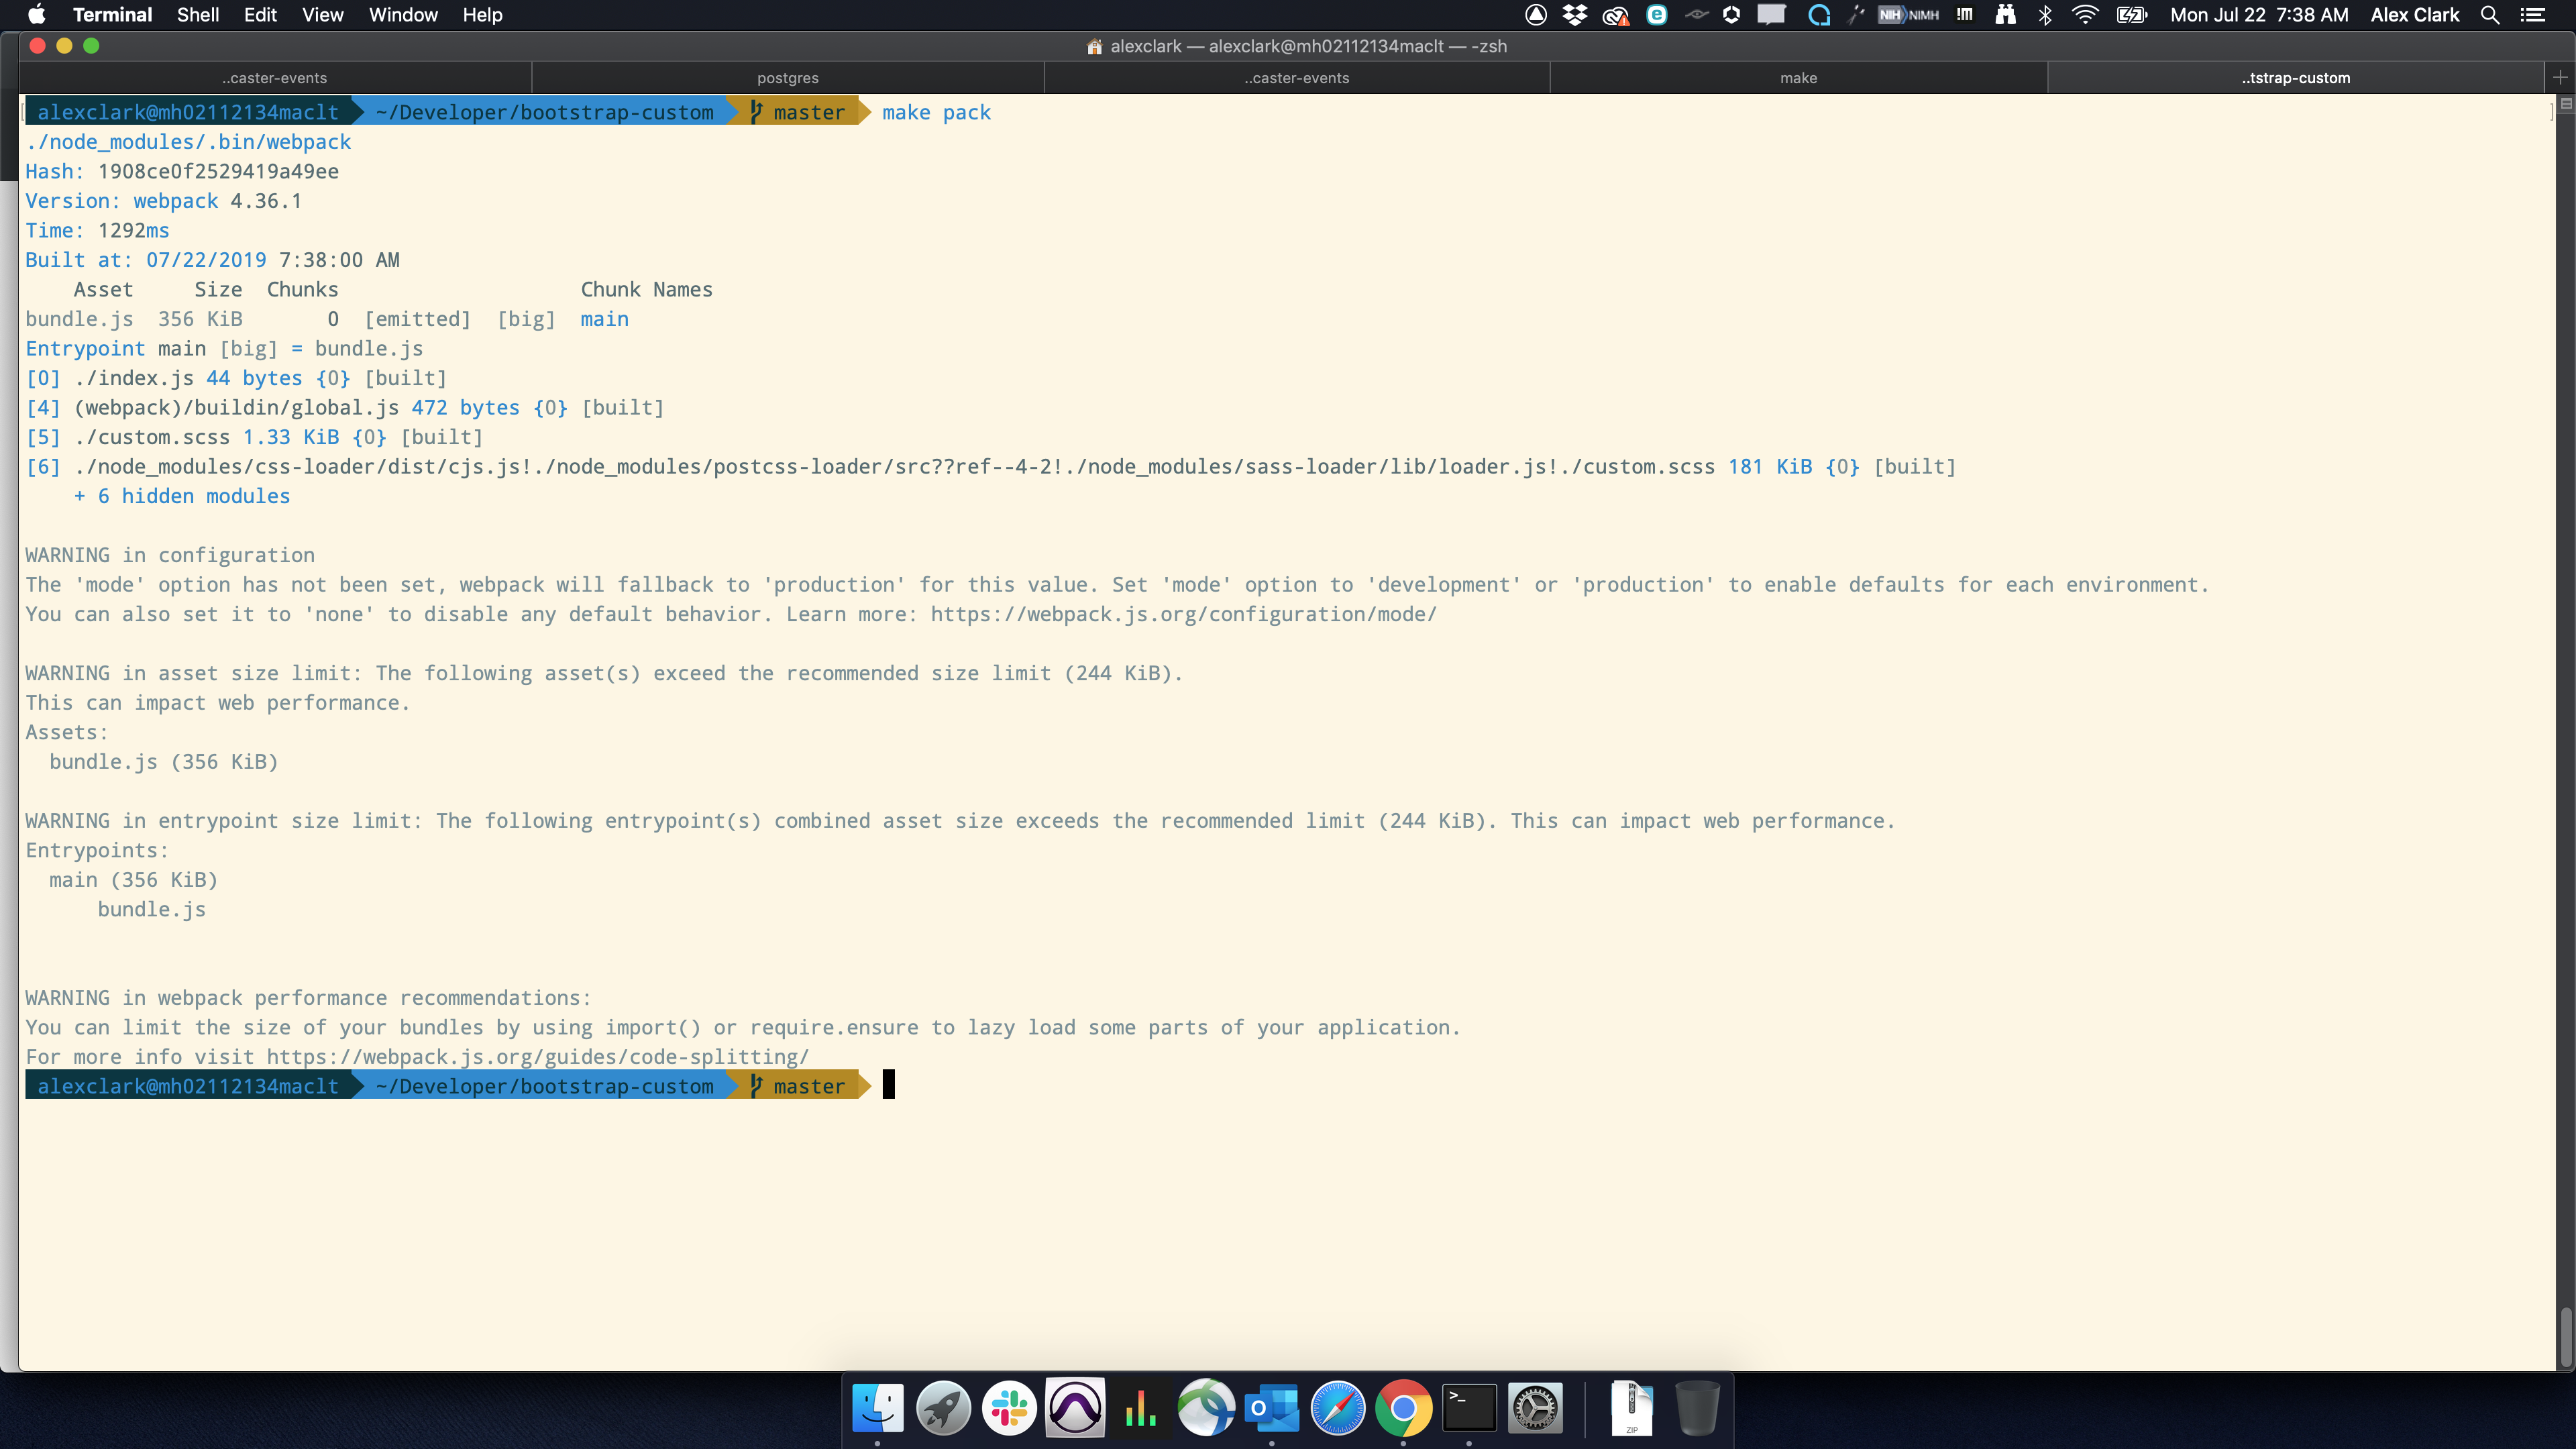 Terminal Shell Edit View Window Help NIH NIMH Mon Jul 22 7:38 AM Alex Clark
alexclark — alexclark@mh02112134maclt — -zsh
..caster-events postgres ..caster-events make ..tstrap-custom
alexclark@mh02112134maclt ~/Developer/bootstrap-custom master make pack
./node_modules/.bin/webpack
Hash: 1908ce0f2529419a49ee
Version: webpack 4.36.1
Time: 1292ms
Built at: 07/22/2019 7:38:00 AM
Asset Size Chunks Chunk Names
bundle.js 356 KiB 0 [emitted] [big] main
Entrypoint main [big] = bundle.js
[0] ./index.js 44 bytes {0} [built]
[4] (webpack)/buildin/global.js 472 bytes {0} [built]
[5] ./custom.scss 1.33 KiB {0} [built]
[6] ./node_modules/css-loader/dist/cjs.js!./node_modules/postcss-loader/src??ref--4-2!./node_modules/sass-loader/lib/loader.js!./custom.scss 181 KiB {0} [built]
+ 6 hidden modules
WARNING in configuration
The 'mode' option has not been set, webpack will fallback to 'production' for this value. Set 'mode' option to 'development' or 'production' to enable defaults for each environment.
You can also set it to 'none' to disable any default behavior. Learn more: https://webpack.js.org/configuration/mode/
WARNING in asset size limit: The following asset(s) exceed the recommended size limit (244 KiB).
This can impact web performance.
Assets:
bundle.js (356 KiB)
WARNING in entrypoint size limit: The following entrypoint(s) combined asset size exceeds the recommended limit (244 KiB). This can impact web performance.
Entrypoints:
main (356 KiB)
bundle.js
WARNING in webpack performance recommendations:
You can limit the size of your bundles by using import() or require.ensure to lazy load some parts of your application.
For more info visit https://webpack.js.org/guides/code-splitting/
alexclark@mh02112134maclt ~/Developer/bootstrap-custom master
ZIP